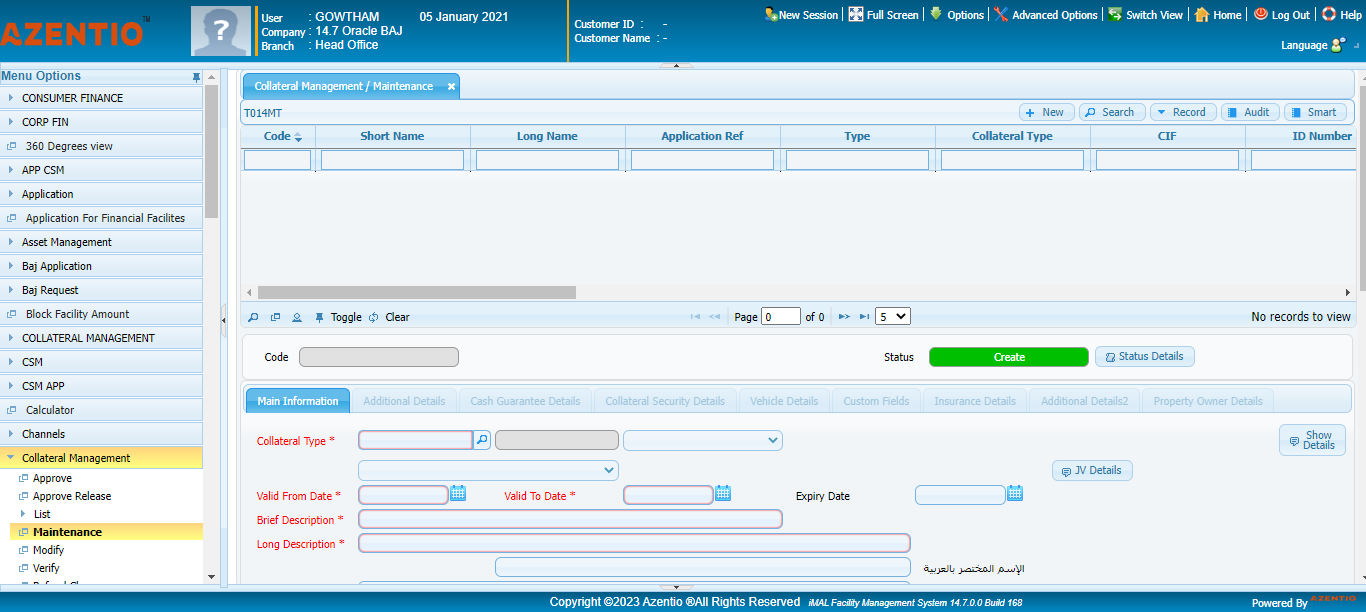 AZENTIO™
?
User : GOWTHAM 05 January 2021
Company : 14.7 Oracle BAJ
Branch : Head Office
Customer ID : -
Customer Name : -
New Session Full Screen Options Advanced Options Switch View Home Log Out Help
Language
Menu Options
CONSUMER FINANCE
CORP FIN
360 Degrees view
APP CSM
Application
Application For Financial Facilites
Asset Management
Baj Application
Baj Request
Block Facility Amount
COLLATERAL MANAGEMENT
CSM
CSM APP
Calculator
Channels
Collateral Management
Approve
Approve Release
List
Maintenance
Modify
Verify
Collateral Management / Maintenance
T014MT
New Search Record Audit Smart
Code Short Name Long Name Application Ref Type Collateral Type CIF ID Number
Toggle Clear
Page 0 of 0 5
No records to view
Code Status Create Status Details
Main Information Additional Details Cash Guarantee Details Collateral Security Details Vehicle Details Custom Fields Insurance Details Additional Details2 Property Owner Details
Collateral Type *
Show Details
JV Details
Valid From Date * Valid To Date * Expiry Date
Brief Description *
Long Description *
الإسم المختصر بالعربية
Copyright ©2023 Azentio ®All Rights Reserved iMAL Facility Management System 14.7.0.0 Build 168
Powered By AZENTIO